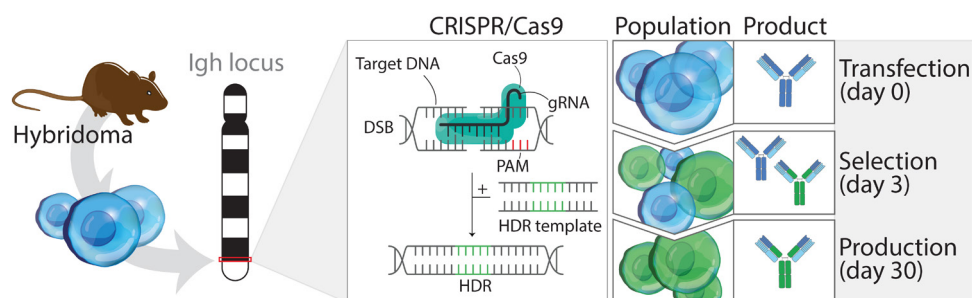 Hybridoma
Igh locus
CRISPR/Cas9
Target DNA
Cas9
gRNA
DSB
PAM
+
HDR template
HDR
Population
Product
Transfection
(day 0)
Selection
(day 3)
Production
(day 30)